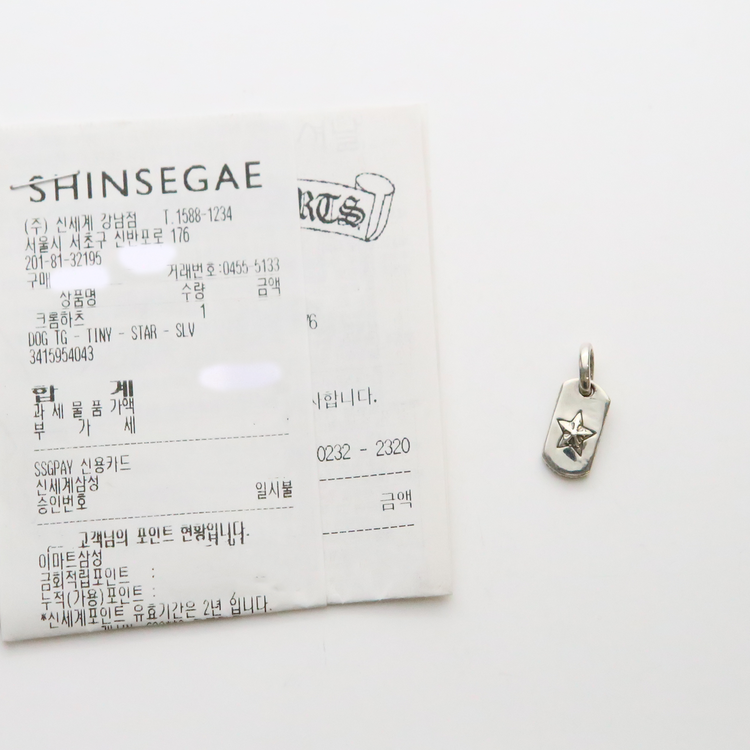 SHINSEGAE
(주) 신세계 강남점 T.1588-1234
서울시 서초구 신반포로 176
201-81-32195
구매 거래번호:0455-5133
상품명 수량 금액
크롬하츠 1
DOG TG - TINY - STAR - SLV
3415954043
합 계
과 세 물 품 가액
부 가 세
SSGPAY 신용카드
신세계삼성
승인번호 일시불
고객님의 포인트 현황입니다.
이마트삼성
금회적립포인트 :
누적(가용)포인트 :
*신세계포인트 유효기간은 2년 입니다.
RTS
76
합니다.
0232 - 2320
금액